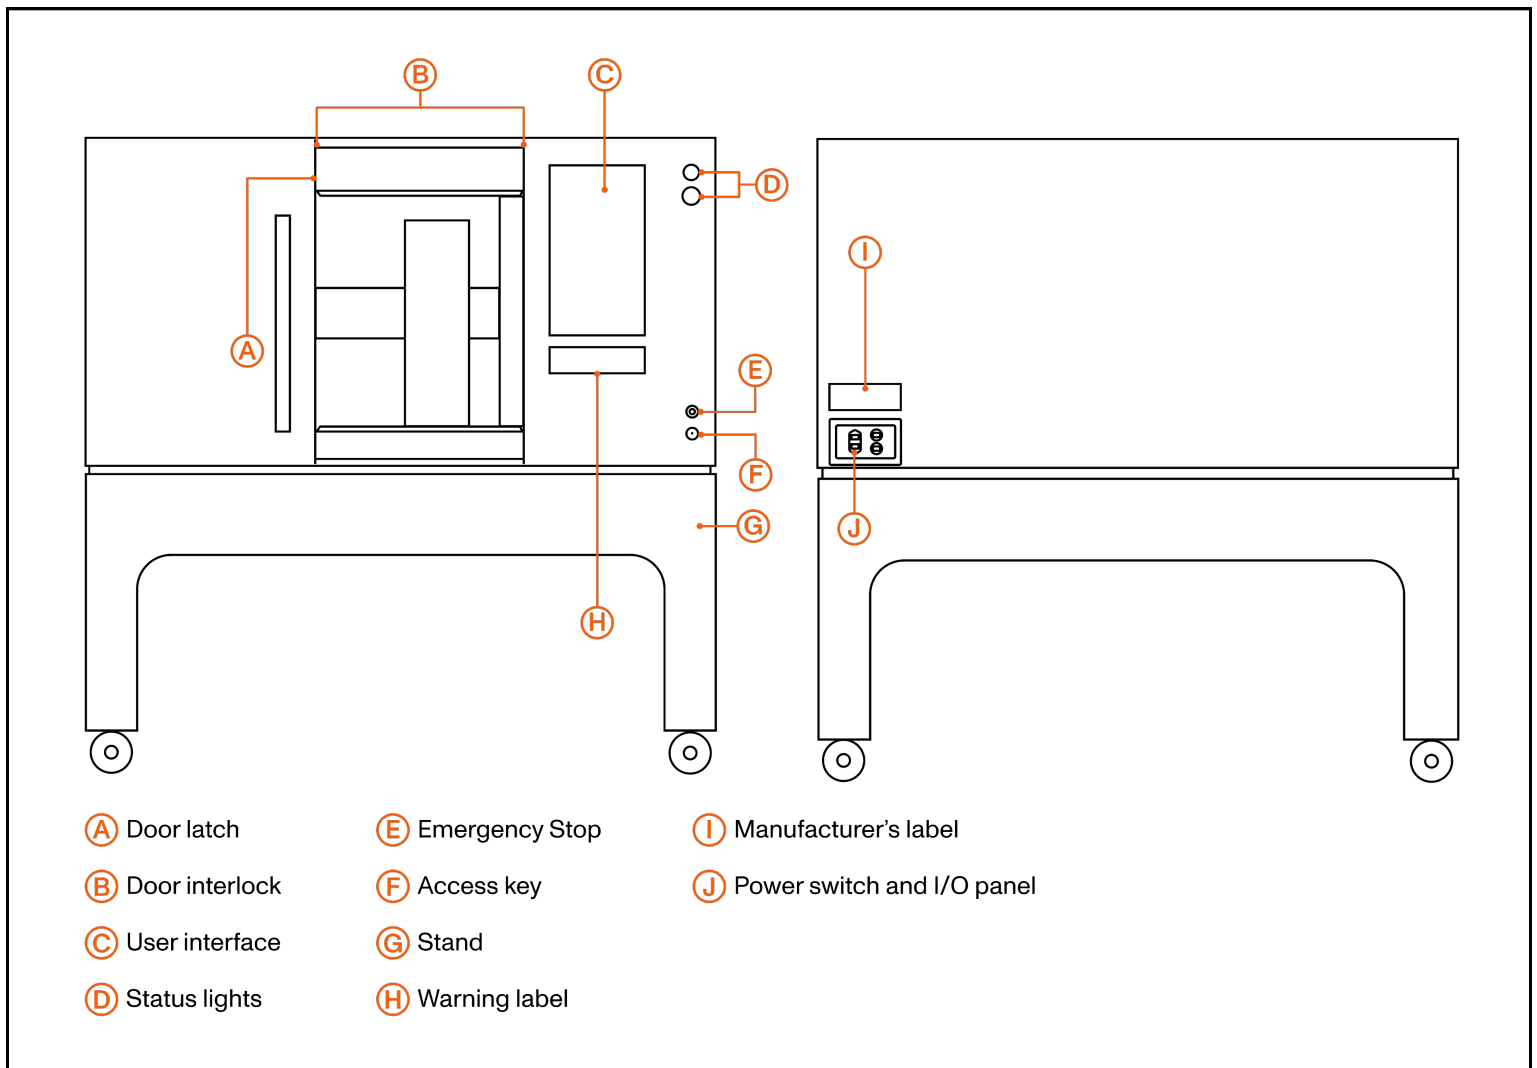 B
C
D
I
A
E
F
G
J
H
A Door latch
B Door interlock
C User interface
D Status lights
E Emergency Stop
F Access key
G Stand
H Warning label
I Manufacturer’s label
J Power switch and I/O panel